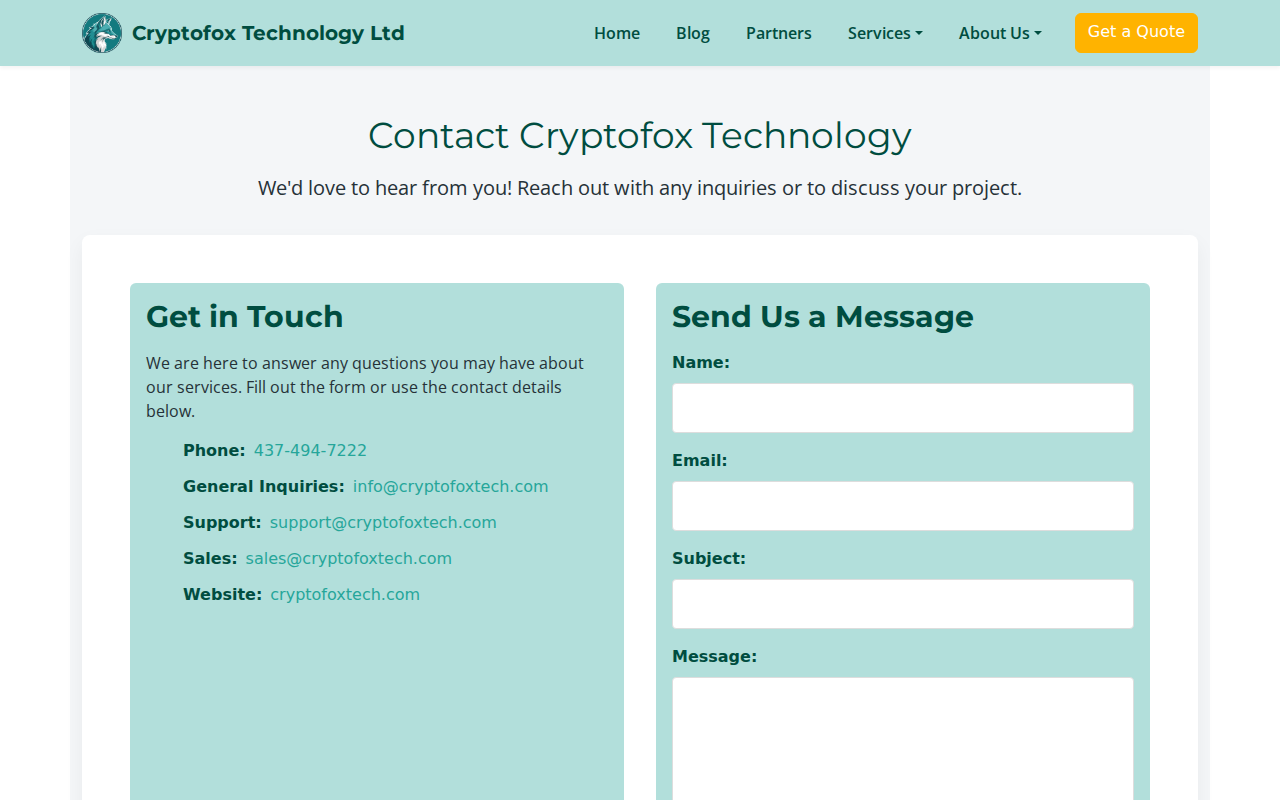 Cryptofox Technology Ltd
Home
Blog
Partners
Services
About Us
Get a Quote
Contact Cryptofox Technology
We'd love to hear from you! Reach out with any inquiries or to discuss your project.
Get in Touch
We are here to answer any questions you may have about
our services. Fill out the form or use the contact details
below.
Phone: 437-494-7222
General Inquiries: info@cryptofoxtech.com
Support: support@cryptofoxtech.com
Sales: sales@cryptofoxtech.com
Website: cryptofoxtech.com
Send Us a Message
Name:
Email:
Subject:
Message: